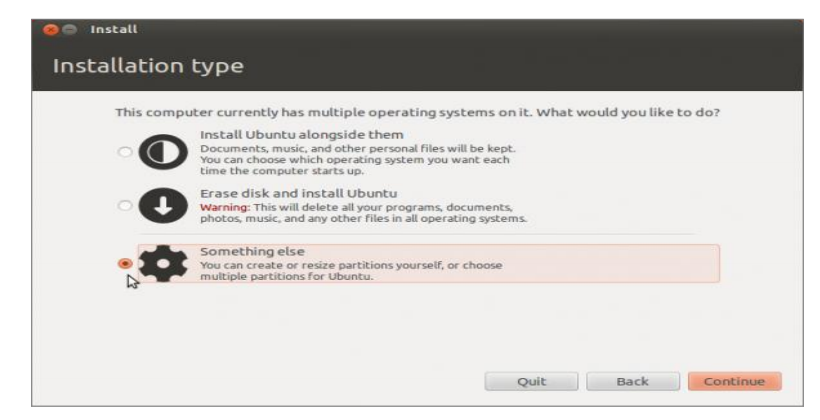 Install
Installation type
This computer currently has multiple operating systems on it. What would you like to do?
Install Ubuntu alongside them
Documents, music, and other personal files will be kept.
You can choose which operating system you want each
time the computer starts up.
Erase disk and install Ubuntu
Warning: This will delete all your programs, documents,
photos, music, and any other files in all operating systems.
Something else
You can create or resize partitions yourself, or choose
multiple partitions for Ubuntu.
Quit Back Continue